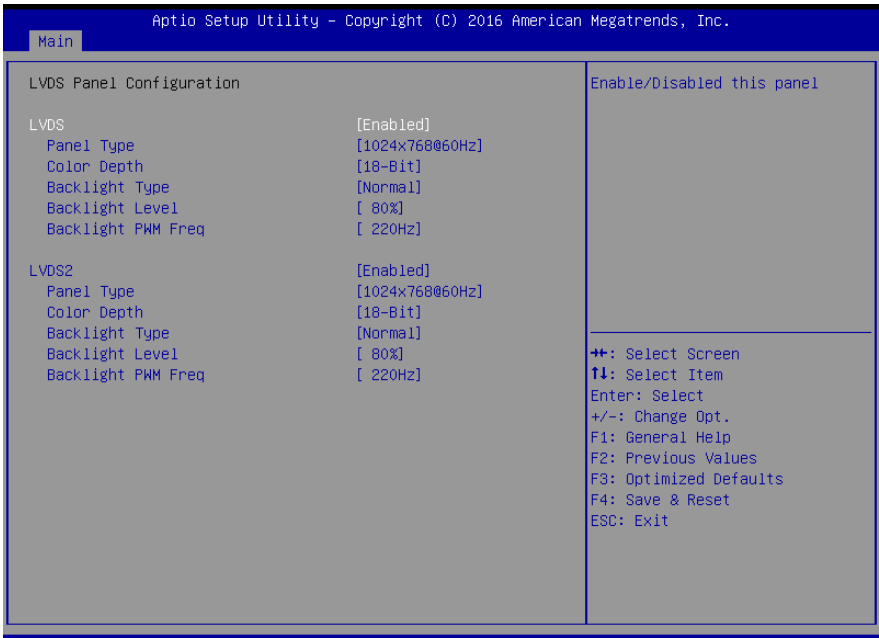 Aptio Setup Utility – Copyright (C) 2016 American Megatrends, Inc.
Main
LVDS Panel Configuration
LVDS [Enabled]
Panel Type [1024x768@60Hz]
Color Depth [18-Bit]
Backlight Type [Normal]
Backlight Level [ 80%]
Backlight PWM Freq [ 220Hz]
LVDS2 [Enabled]
Panel Type [1024x768@60Hz]
Color Depth [18-Bit]
Backlight Type [Normal]
Backlight Level [ 80%]
Backlight PWM Freq [ 220Hz]
Enable/Disabled this panel
→←: Select Screen
↑↓: Select Item
Enter: Select
+/-: Change Opt.
F1: General Help
F2: Previous Values
F3: Optimized Defaults
F4: Save & Reset
ESC: Exit